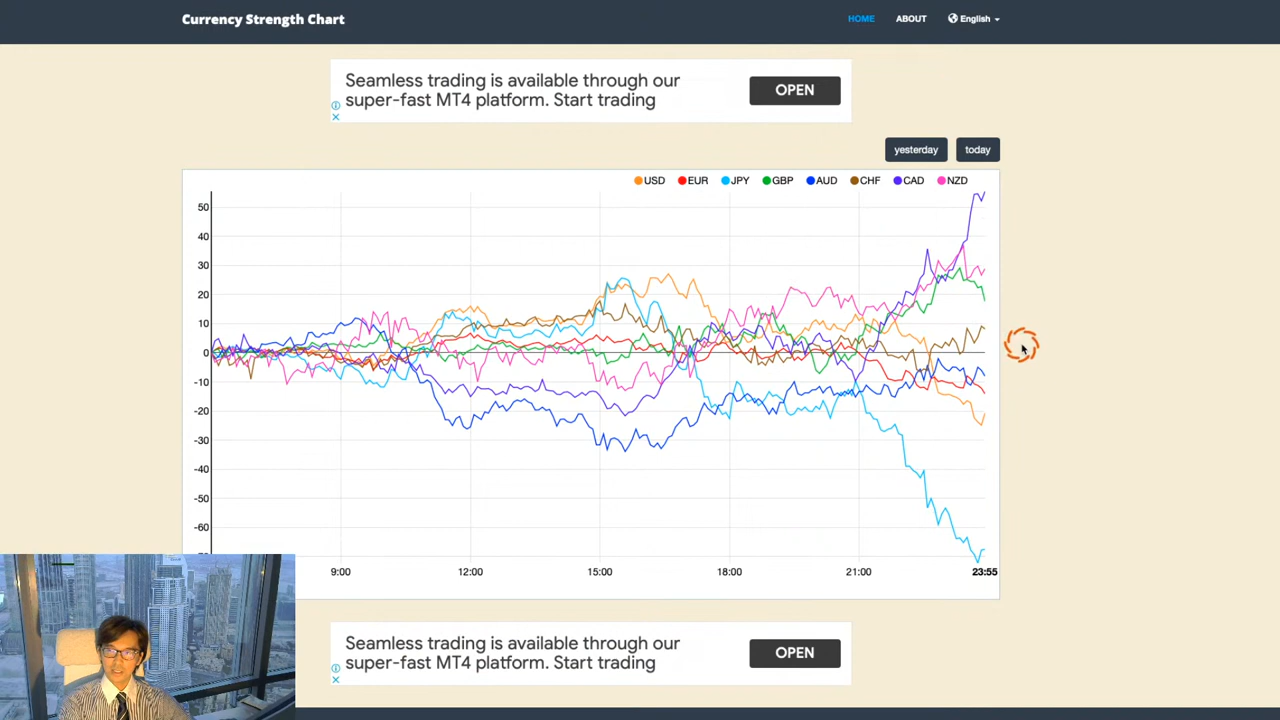 Currency Strength Chart
HOME ABOUT English
Seamless trading is available through our
super-fast MT4 platform. Start trading
OPEN
yesterday today
USD EUR JPY GBP AUD CHF CAD NZD
50
40
30
20
10
0
-10
-20
-30
-40
-50
-60
9:00 12:00 15:00 18:00 21:00 23:55
Seamless trading is available through our
super-fast MT4 platform. Start trading
OPEN